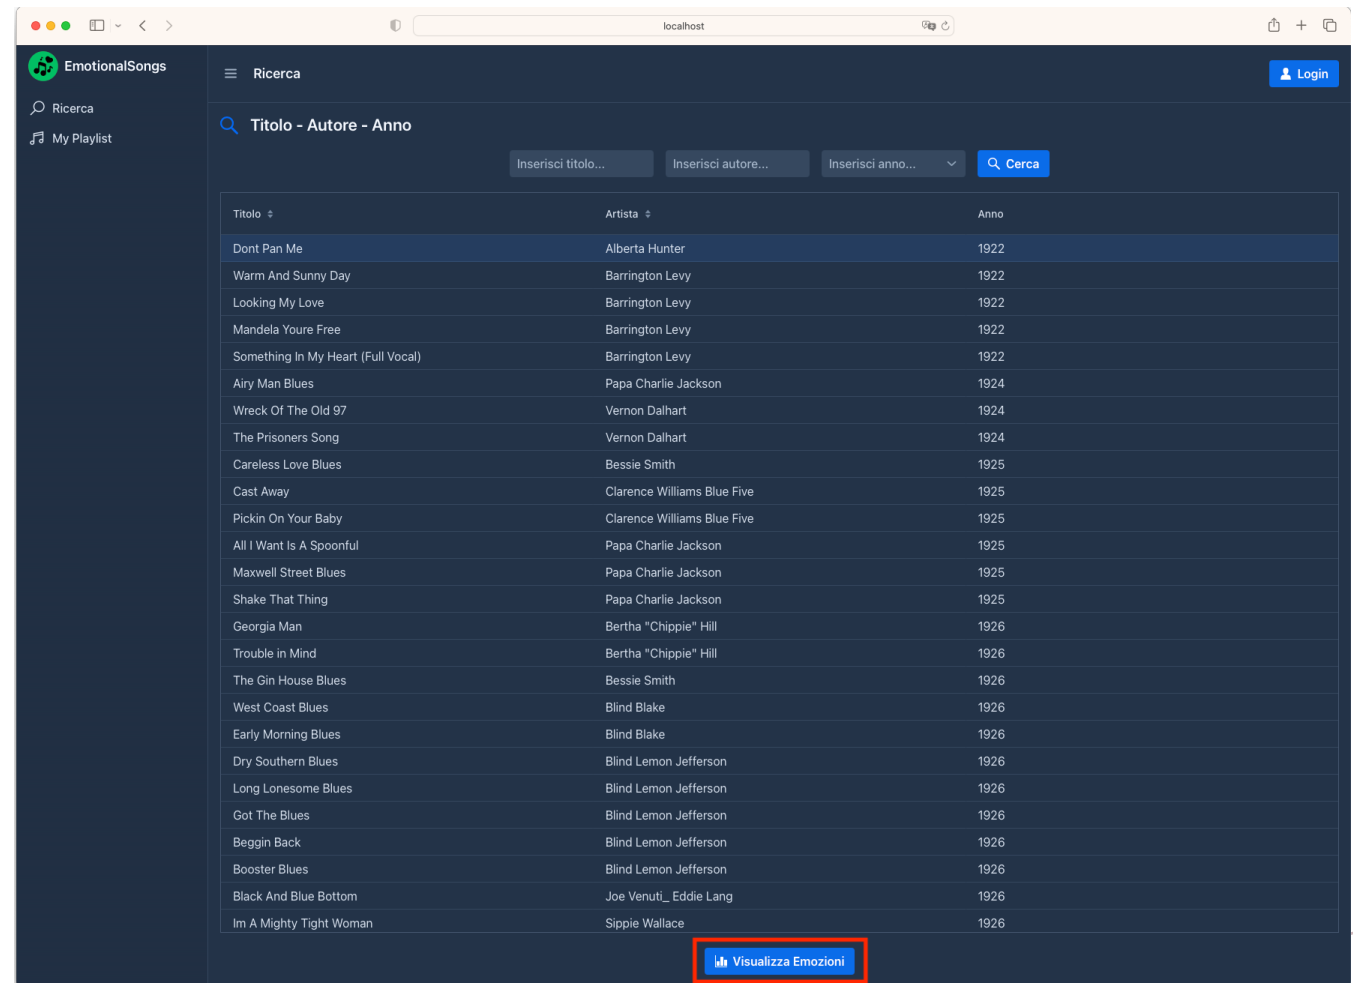 localhost
EmotionalSongs
Ricerca
Login
Ricerca
My Playlist
Titolo - Autore - Anno
Inserisci titolo... Inserisci autore... Inserisci anno... Cerca
Titolo Artista Anno
Dont Pan Me Alberta Hunter 1922
Warm And Sunny Day Barrington Levy 1922
Looking My Love Barrington Levy 1922
Mandela Youre Free Barrington Levy 1922
Something In My Heart (Full Vocal) Barrington Levy 1922
Airy Man Blues Papa Charlie Jackson 1924
Wreck Of The Old 97 Vernon Dalhart 1924
The Prisoners Song Vernon Dalhart 1924
Careless Love Blues Bessie Smith 1925
Cast Away Clarence Williams Blue Five 1925
Pickin On Your Baby Clarence Williams Blue Five 1925
All I Want Is A Spoonful Papa Charlie Jackson 1925
Maxwell Street Blues Papa Charlie Jackson 1925
Shake That Thing Papa Charlie Jackson 1925
Georgia Man Bertha "Chippie" Hill 1926
Trouble in Mind Bertha "Chippie" Hill 1926
The Gin House Blues Bessie Smith 1926
West Coast Blues Blind Blake 1926
Early Morning Blues Blind Blake 1926
Dry Southern Blues Blind Lemon Jefferson 1926
Long Lonesome Blues Blind Lemon Jefferson 1926
Got The Blues Blind Lemon Jefferson 1926
Beggin Back Blind Lemon Jefferson 1926
Booster Blues Blind Lemon Jefferson 1926
Black And Blue Bottom Joe Venuti_ Eddie Lang 1926
Im A Mighty Tight Woman Sippie Wallace 1926
Visualizza Emozioni